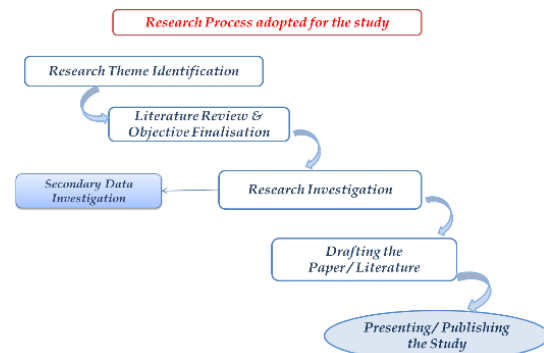 Research Process adopted for the study
Research Theme Identification
Literature Review &
Objective Finalisation
Secondary Data
Investigation
Research Investigation
Drafting the
Paper / Literature
Presenting/ Publishing
the Study